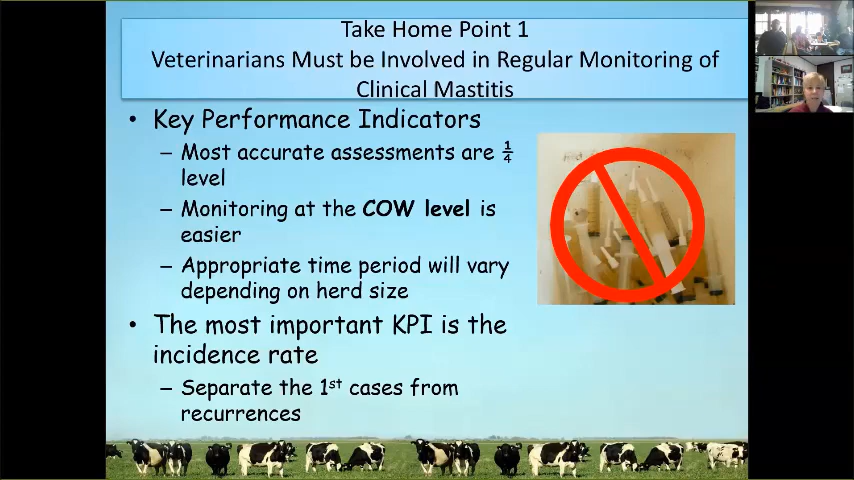 Take Home Point 1
Veterinarians Must be Involved in Regular Monitoring of
Clinical Mastitis
• Key Performance Indicators
– Most accurate assessments are ¼
level
– Monitoring at the COW level is
easier
– Appropriate time period will vary
depending on herd size
• The most important KPI is the
incidence rate
– Separate the 1st cases from
recurrences